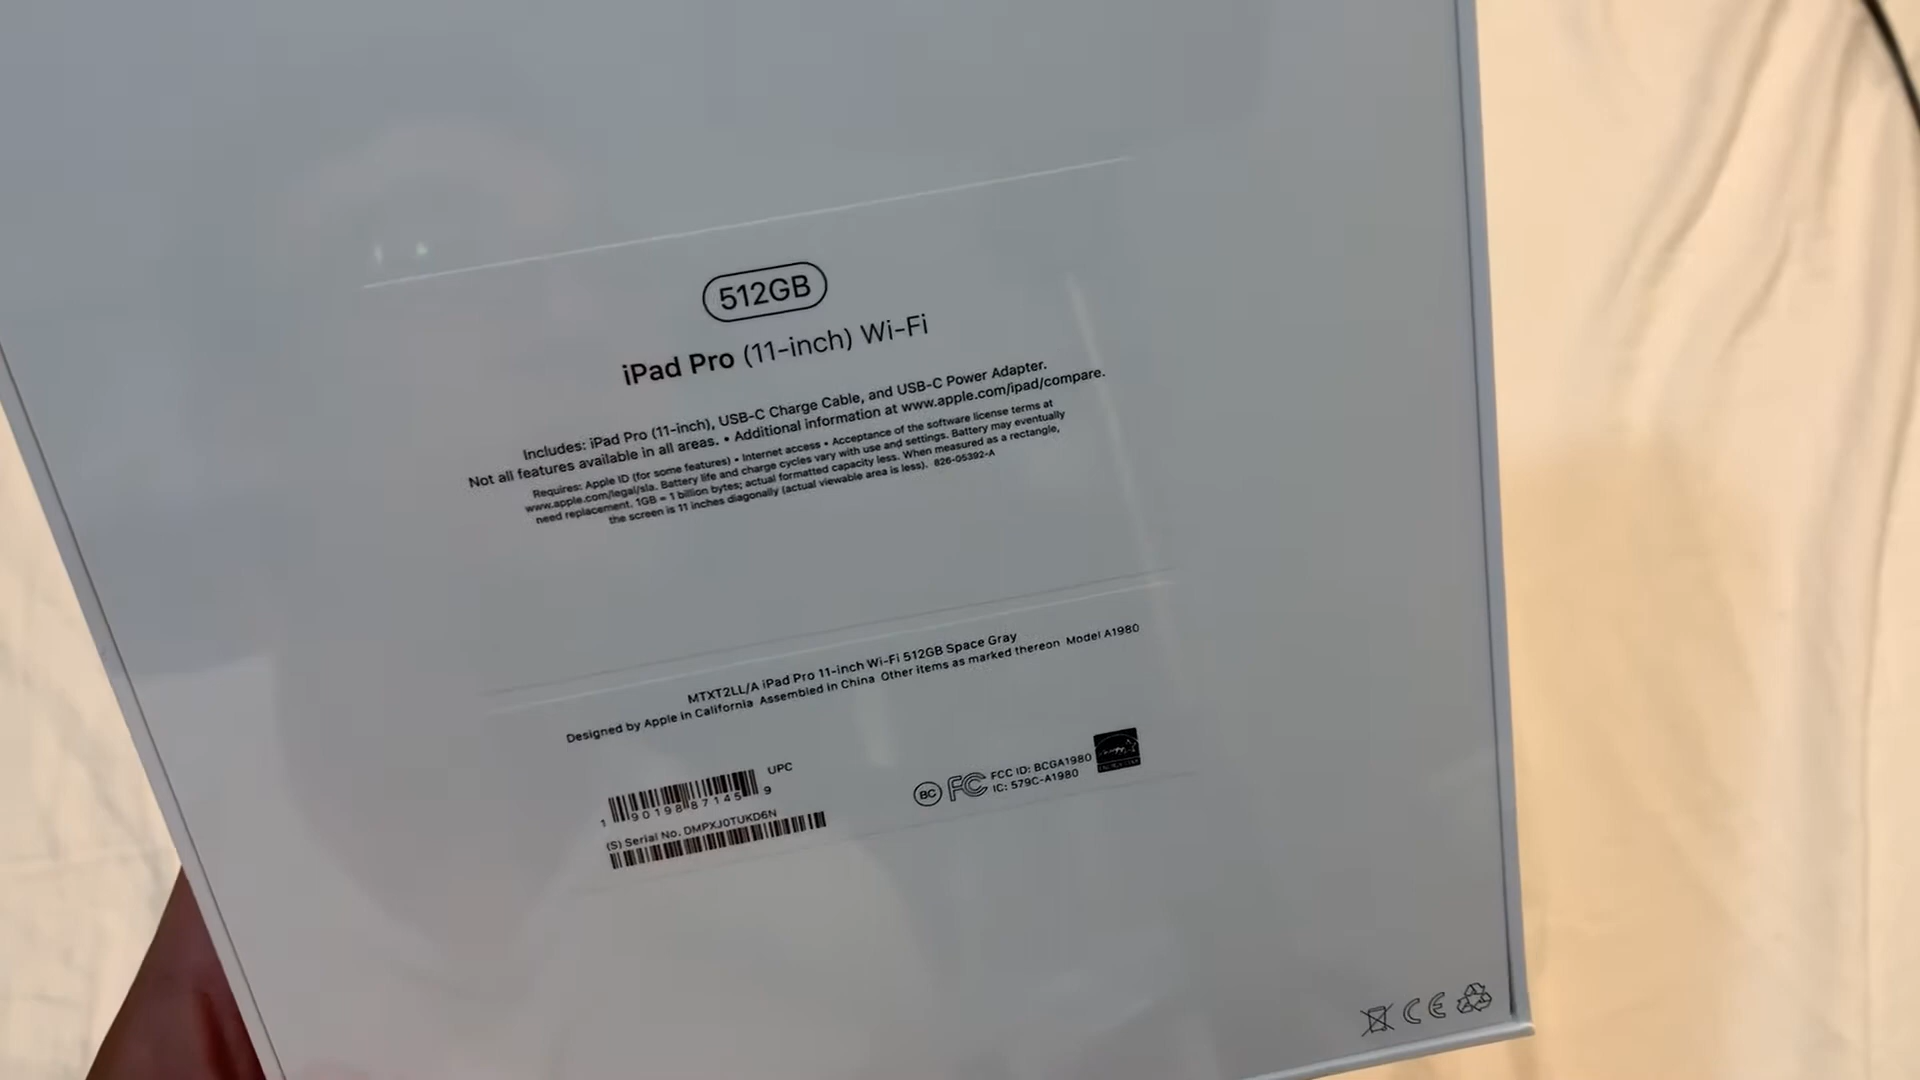 512GB
iPad Pro (11-inch) Wi-Fi
Includes: iPad Pro (11-inch), USB-C Charge Cable, and USB-C Power Adapter.
Not all features available in all areas. • Additional information at www.apple.com/ipad/compare.
Requires: Apple ID (for some features) • Internet access • Acceptance of the software license terms at
www.apple.com/legal/sla. Battery life and charge cycles vary with use and settings. Battery may eventually
need replacement. 1GB = 1 billion bytes; actual formatted capacity less. When measured as a rectangle,
the screen is 11 inches diagonally (actual viewable area is less). 826-05392-A
MTXT2LL/A iPad Pro 11-inch Wi-Fi 512GB Space Gray
Designed by Apple in California Assembled in China Other items as marked thereon Model A1980
UPC
1 90198 87145 9
(S) Serial No. DMPXJ0TUKD6N
BC FC FCC ID: BCGA1980
IC: 579C-A1980
ENERGY STAR
CE